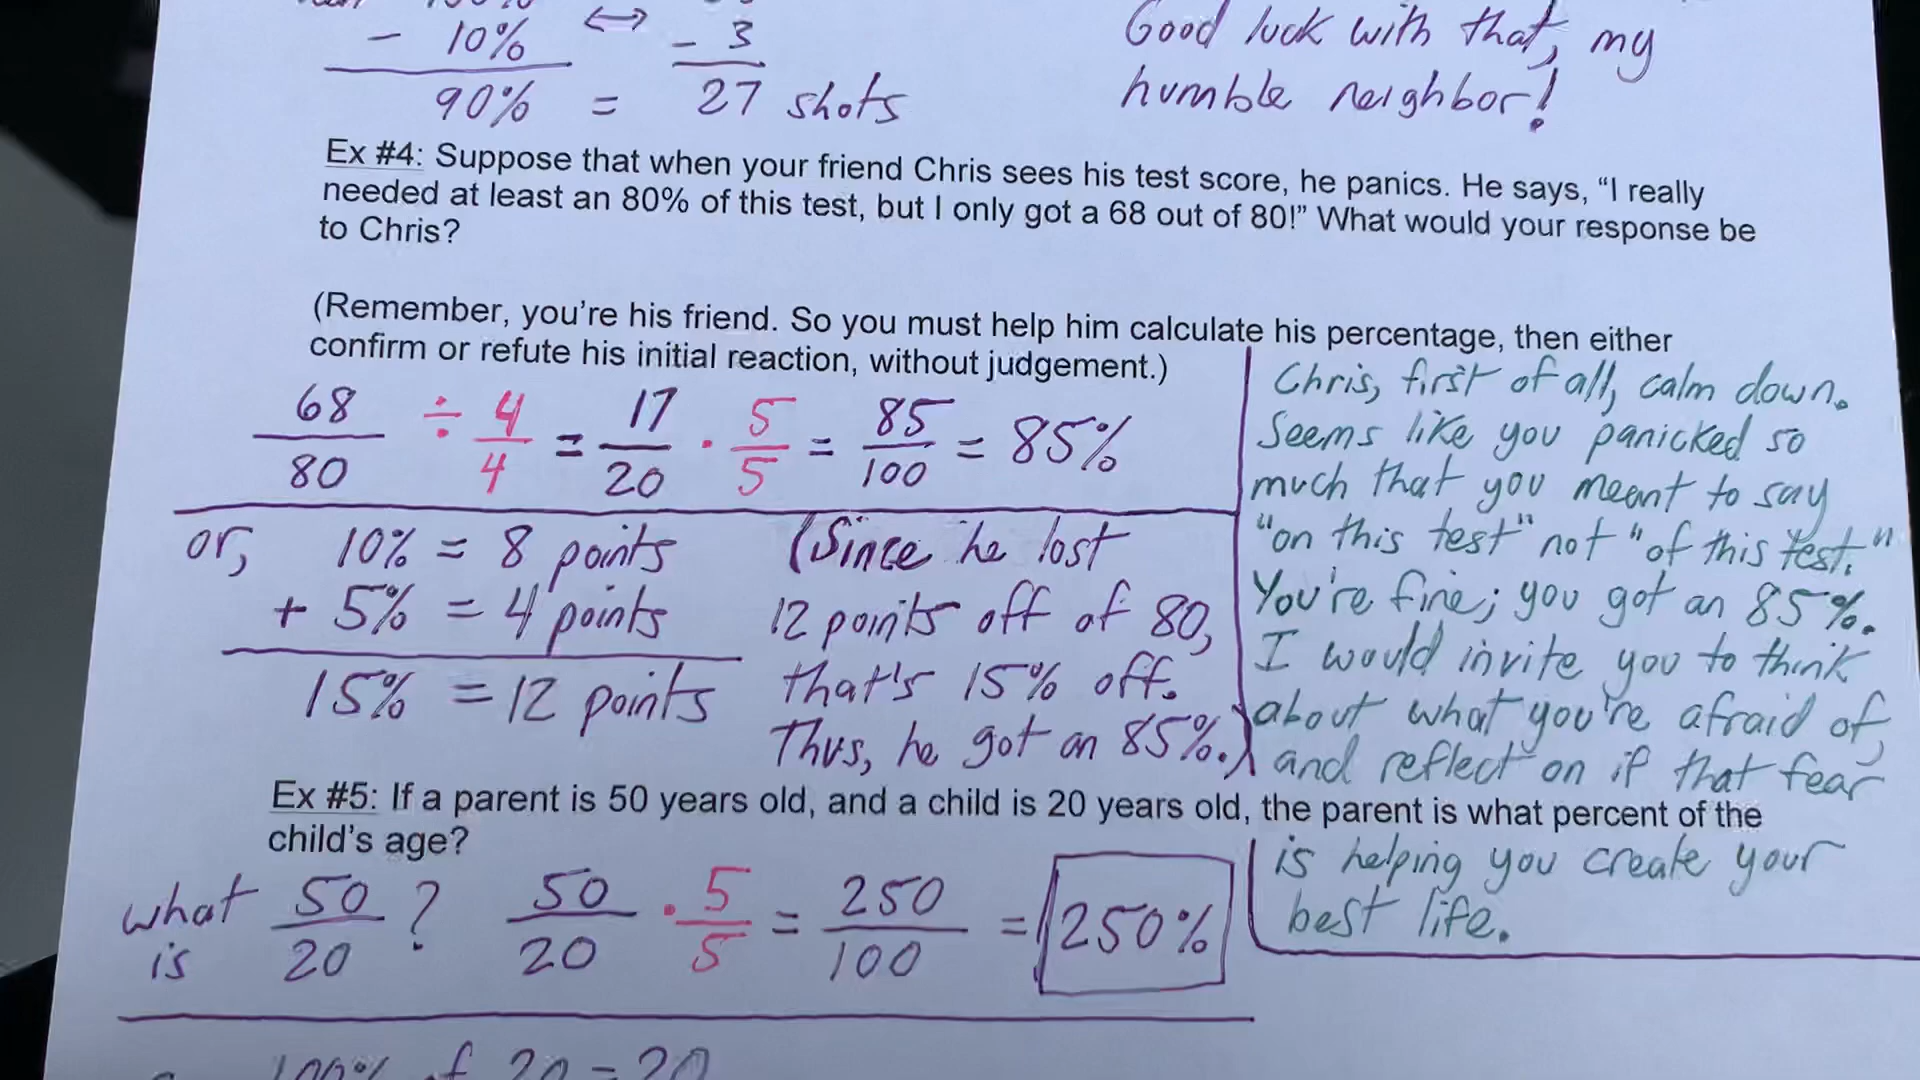 - 10% ↔ - 3
90% = 27 shots
Good luck with that, my
humble neighbor!
Ex #4: Suppose that when your friend Chris sees his test score, he panics. He says, “I really
needed at least an 80% of this test, but I only got a 68 out of 80!” What would your response be
to Chris?
(Remember, you’re his friend. So you must help him calculate his percentage, then either
confirm or refute his initial reaction, without judgement.)
68/80 ÷ 4/4 = 17/20 · 5/5 = 85/100 = 85%
or, 10% = 8 points
+ 5% = 4 points
15% = 12 points
(Since he lost
12 points off of 80,
that's 15% off.
Thus, he got an 85%.)
Chris, first of all, calm down.
Seems like you panicked so
much that you meant to say
"on this test" not "of this test."
You're fine; you got an 85%.
I would invite you to think
about what you're afraid of,
and reflect on if that fear
is helping you create your
best life.
Ex #5: If a parent is 50 years old, and a child is 20 years old, the parent is what percent of the
child’s age?
what is 50/20? 50/20 · 5/5 = 250/100 = 250%
100% of 20 = 20